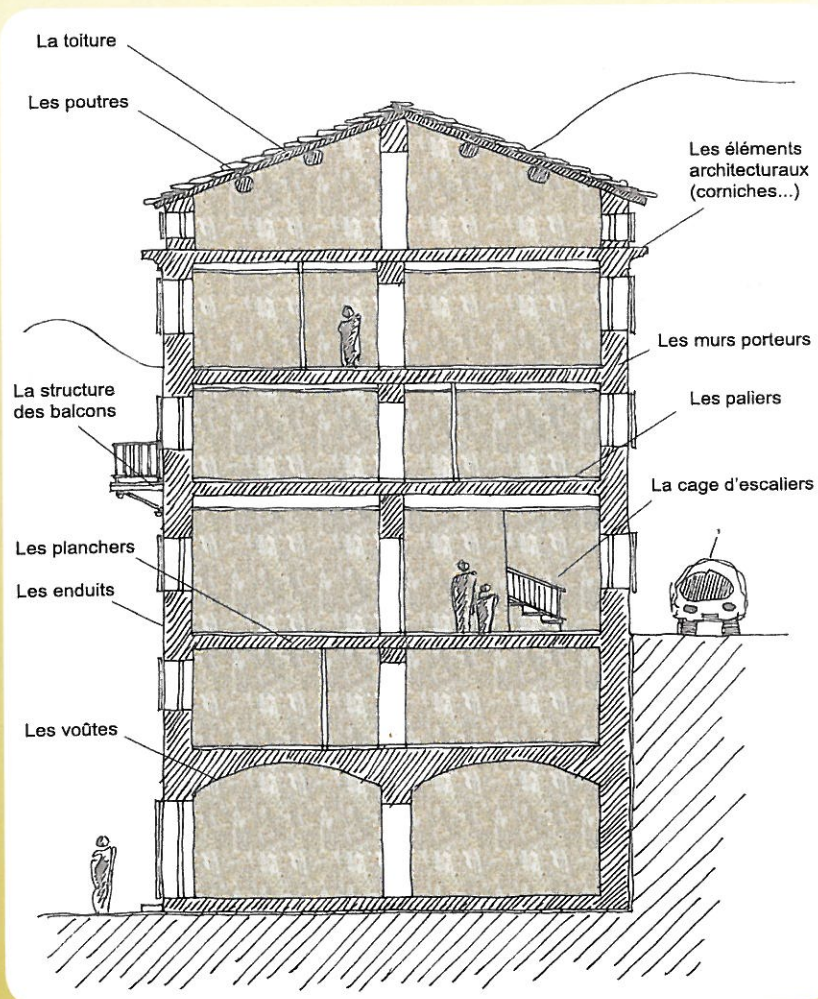 La toiture
Les poutres
Les éléments
architecturaux
(corniches...)
Les murs porteurs
La structure
des balcons
Les paliers
La cage d'escaliers
Les planchers
Les enduits
Les voûtes